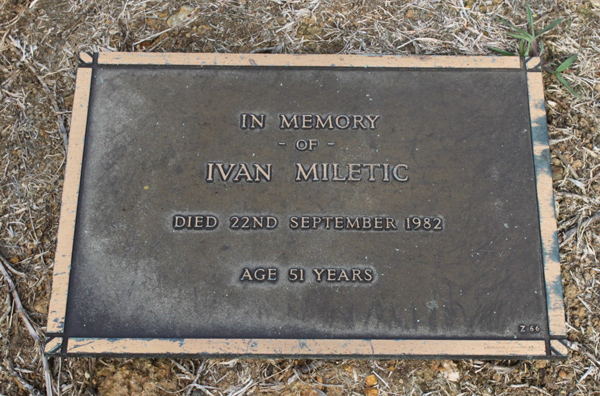 IN MEMORY
- OF -
IVAN MILETIC
DIED 22ND SEPTEMBER 1982
AGE 51 YEARS
Z-66